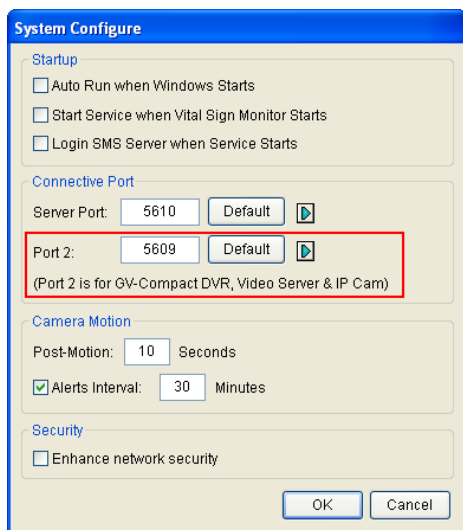 System Configure
Startup
Auto Run when Windows Starts
Start Service when Vital Sign Monitor Starts
Login SMS Server when Service Starts
Connective Port
Server Port: 5610 Default
Port 2: 5609 Default
(Port 2 is for GV-Compact DVR, Video Server & IP Cam)
Camera Motion
Post-Motion: 10 Seconds
Alerts Interval: 30 Minutes
Security
Enhance network security
OK Cancel